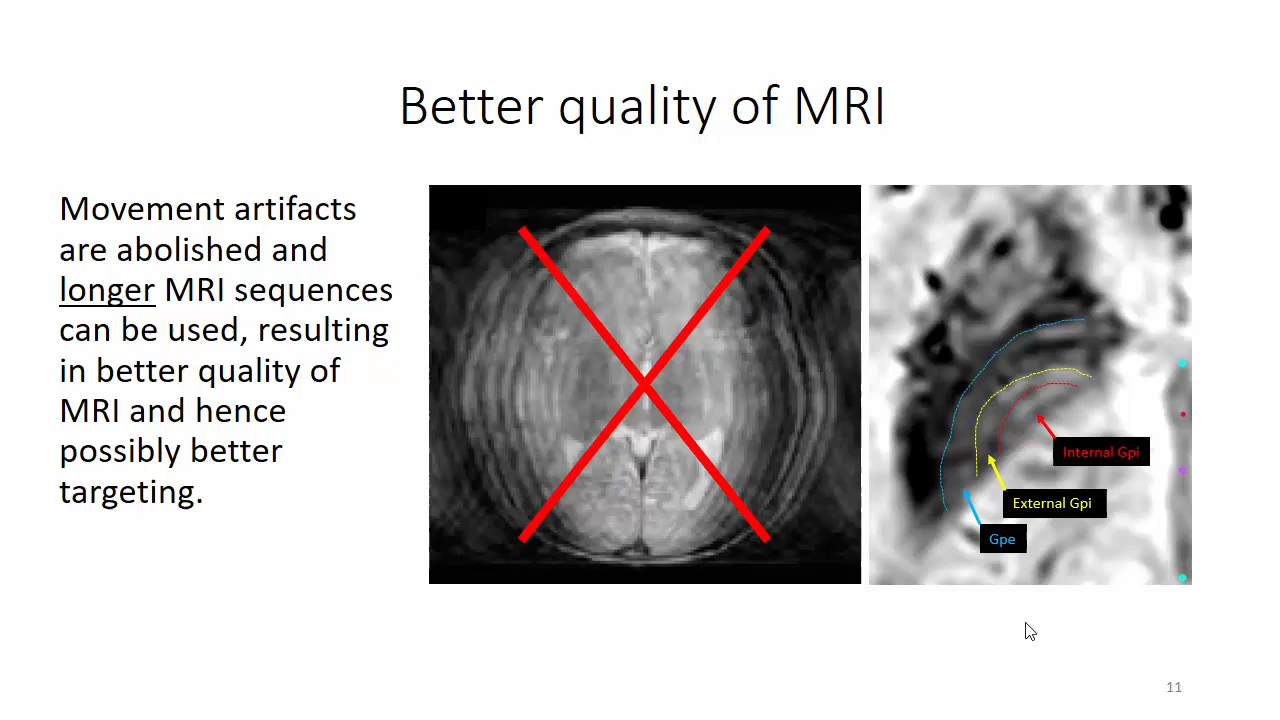 Better quality of MRI
Movement artifacts
are abolished and
longer MRI sequences
can be used, resulting
in better quality of
MRI and hence
possibly better
targeting.
Internal Gpi
External Gpi
Gpe
11